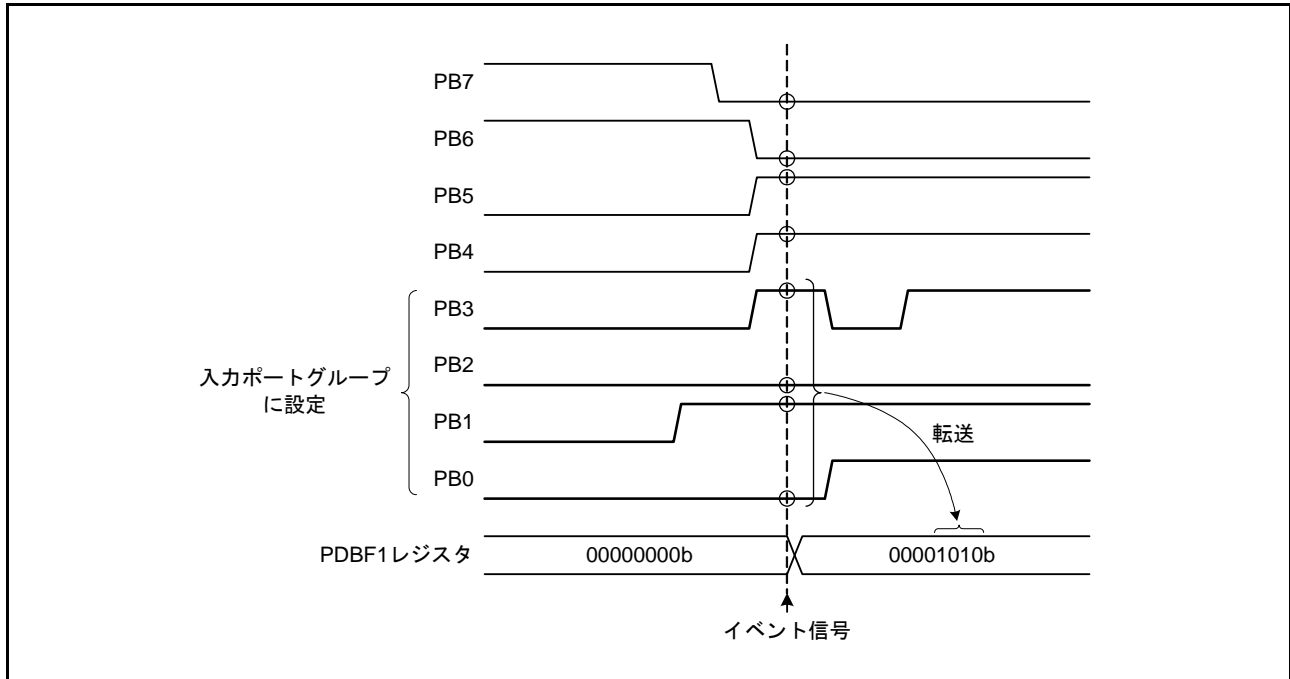 PB7
PB6
PB5
PB4
PB3
PB2
入力ポートグループ
に設定
PB1
転送
PB0
PDBF1レジスタ
00000000b
00001010b
イベント信号